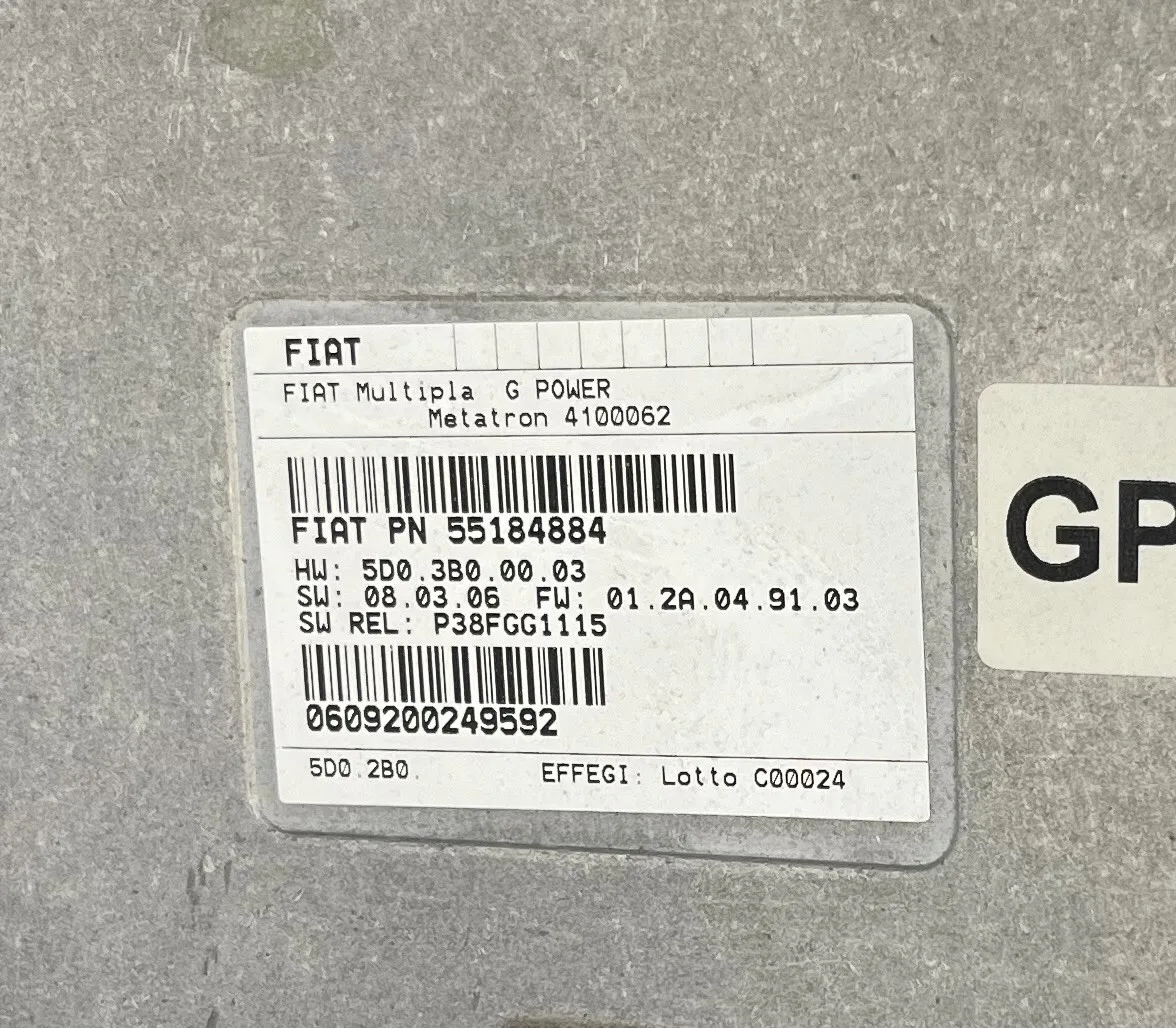 FIAT
FIAT Multipla G POWER
Metatron 4100062
FIAT PN 55184884
HW: 5D0.3B0.00.03
SW: 08.03.06 FW: 01.2A.04.91.03
SW REL: P38FGG1115
0609200249592
5D0.2B0.
EFFEGI: Lotto C00024
GP